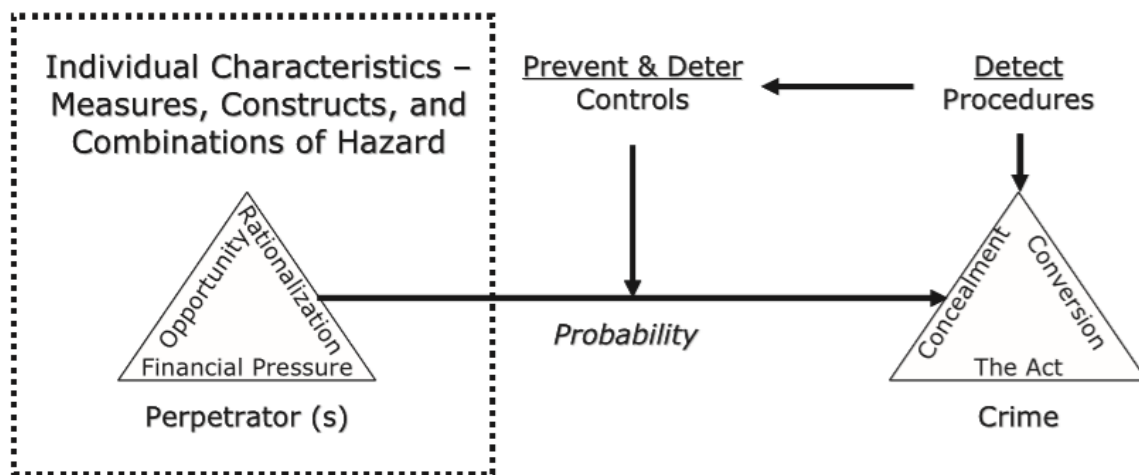 Individual Characteristics –
Measures, Constructs, and
Combinations of Hazard
Prevent & Deter
Controls
Detect
Procedures
Opportunity
Rationalization
Financial Pressure
Perpetrator (s)
Probability
Concealment
Conversion
The Act
Crime